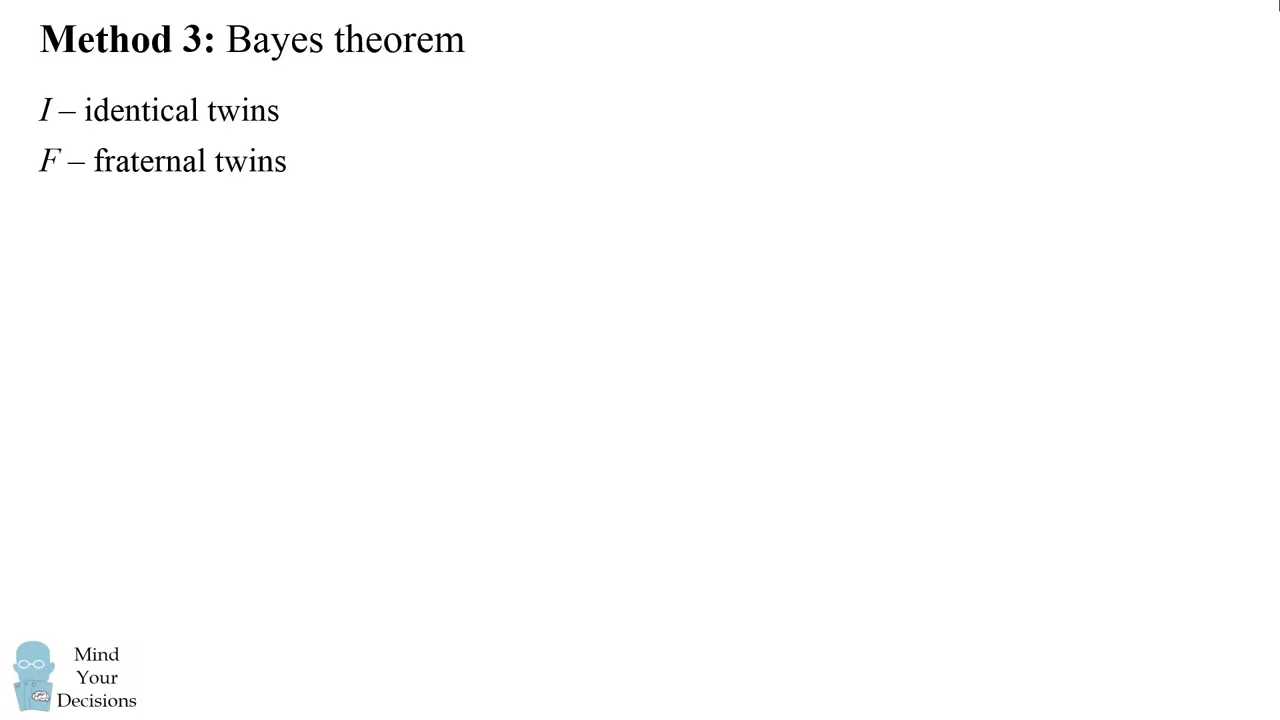 Method 3: Bayes theorem
I – identical twins
F – fraternal twins
Mind
Your
Decisions